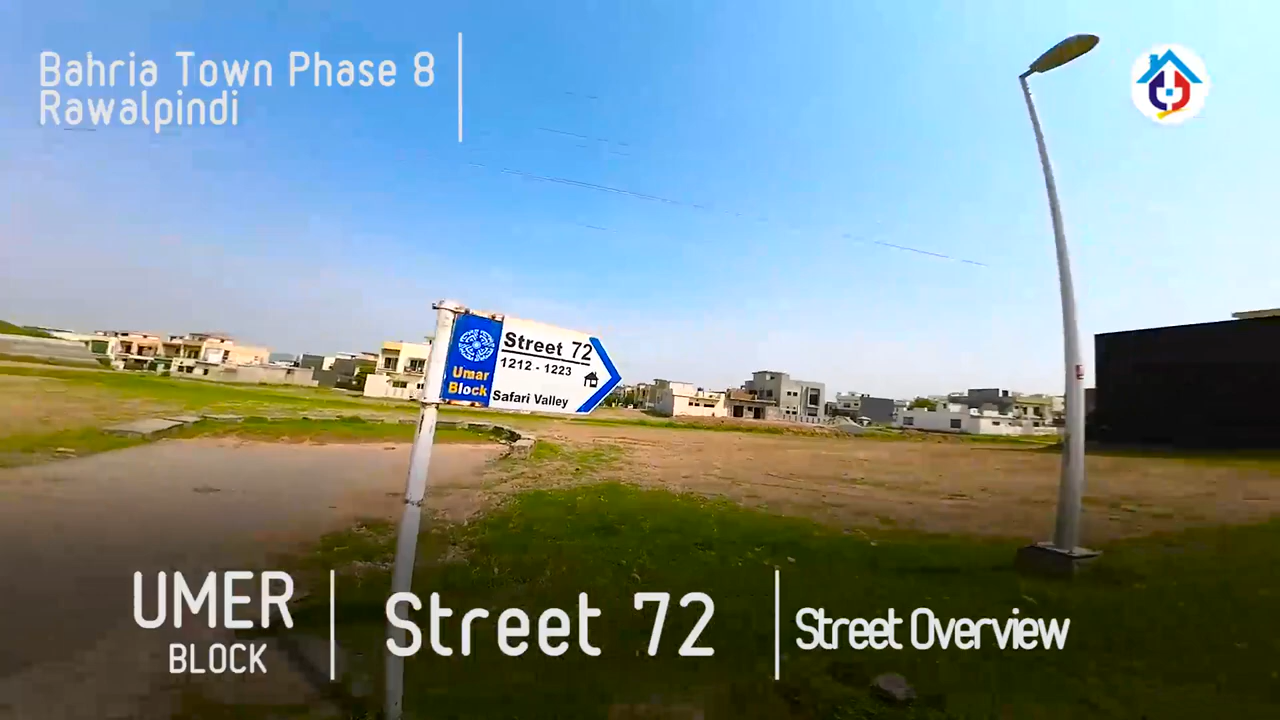 Bahria Town Phase 8
Rawalpindi
Street 72
1212 - 1223
Umar
Block
Safari Valley
UMER
BLOCK
Street 72
Street Overview